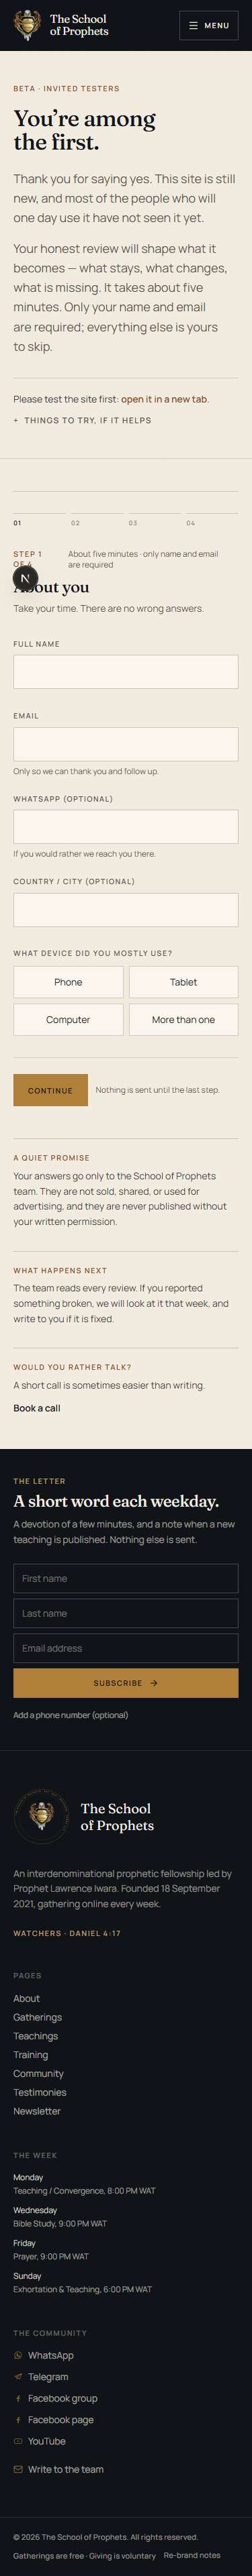 The School
of Prophets
MENU
BETA · INVITED TESTERS
You're among
the first.
Thank you for saying yes. This site is still
new, and most of the people who will
one day use it have not seen it yet.
Your honest review will shape what it
becomes — what stays, what changes,
what is missing. It takes about five
minutes. Only your name and email
are required; everything else is yours
to skip.
Please test the site first: open it in a new tab.
+ THINGS TO TRY, IF IT HELPS
01 02 03 04
STEP 1
OF 4
About five minutes · only name and email
are required
N
About you
Take your time. There are no wrong answers.
FULL NAME
EMAIL
Only so we can thank you and follow up.
WHATSAPP (OPTIONAL)
If you would rather we reach you there.
COUNTRY / CITY (OPTIONAL)
WHAT DEVICE DID YOU MOSTLY USE?
Phone Tablet
Computer More than one
CONTINUE Nothing is sent until the last step.
A QUIET PROMISE
Your answers go only to the School of Prophets
team. They are not sold, shared, or used for
advertising, and they are never published without
your written permission.
WHAT HAPPENS NEXT
The team reads every review. If you reported
something broken, we will look at it that week, and
write to you if it is fixed.
WOULD YOU RATHER TALK?
A short call is sometimes easier than writing.
Book a call
THE LETTER
A short word each weekday.
A devotion of a few minutes, and a note when a new
teaching is published. Nothing else is sent.
First name
Last name
Email address
SUBSCRIBE →
Add a phone number (optional)
The School
of Prophets
An interdenominational prophetic fellowship led by
Prophet Lawrence Iwara. Founded 18 September
2021, gathering online every week.
WATCHERS · DANIEL 4:17
PAGES
About
Gatherings
Teachings
Training
Community
Testimonies
Newsletter
THE WEEK
Monday
Teaching / Convergence, 8:00 PM WAT
Wednesday
Bible Study, 9:00 PM WAT
Friday
Prayer, 9:00 PM WAT
Sunday
Exhortation & Teaching, 6:00 PM WAT
THE COMMUNITY
WhatsApp
Telegram
Facebook group
Facebook page
YouTube
Write to the team
© 2026 The School of Prophets. All rights reserved.
Gatherings are free · Giving is voluntary Re-brand notes